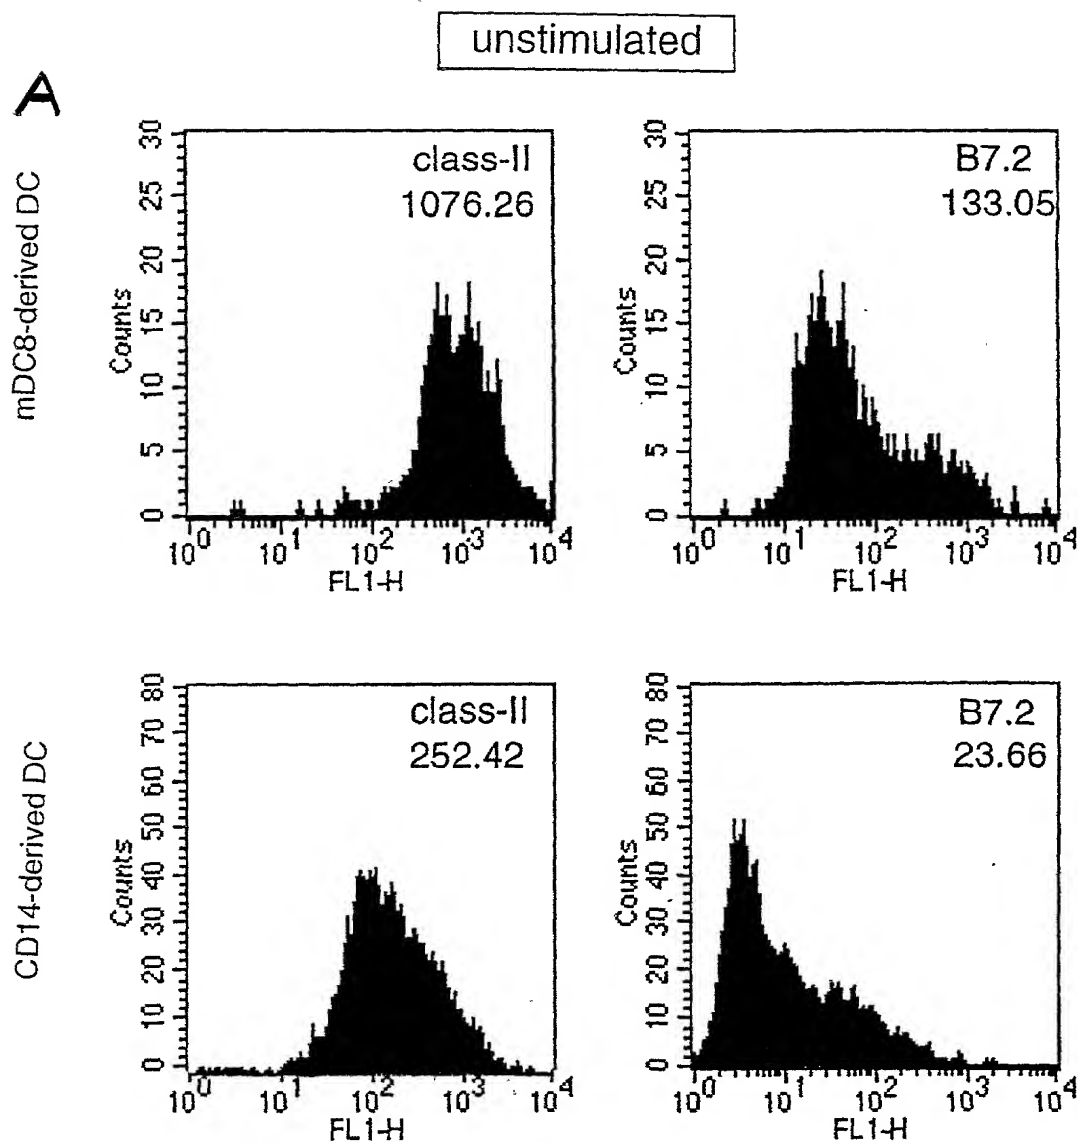 unstimulated
A
mDC8-derived DC
class-II
1076.26
Counts
30
25
20
15
10
5
0
10^0 10^1 10^2 10^3 10^4
FL1-H
B7.2
133.05
Counts
30
25
20
15
10
5
0
10^0 10^1 10^2 10^3 10^4
FL1-H
CD14-derived DC
class-II
252.42
Counts
80
70
60
50
40
30
20
10
0
10^0 10^1 10^2 10^3 10^4
FL1-H
B7.2
23.66
Counts
80
70
60
50
40
30
20
10
0
10^0 10^1 10^2 10^3 10^4
FL1-H